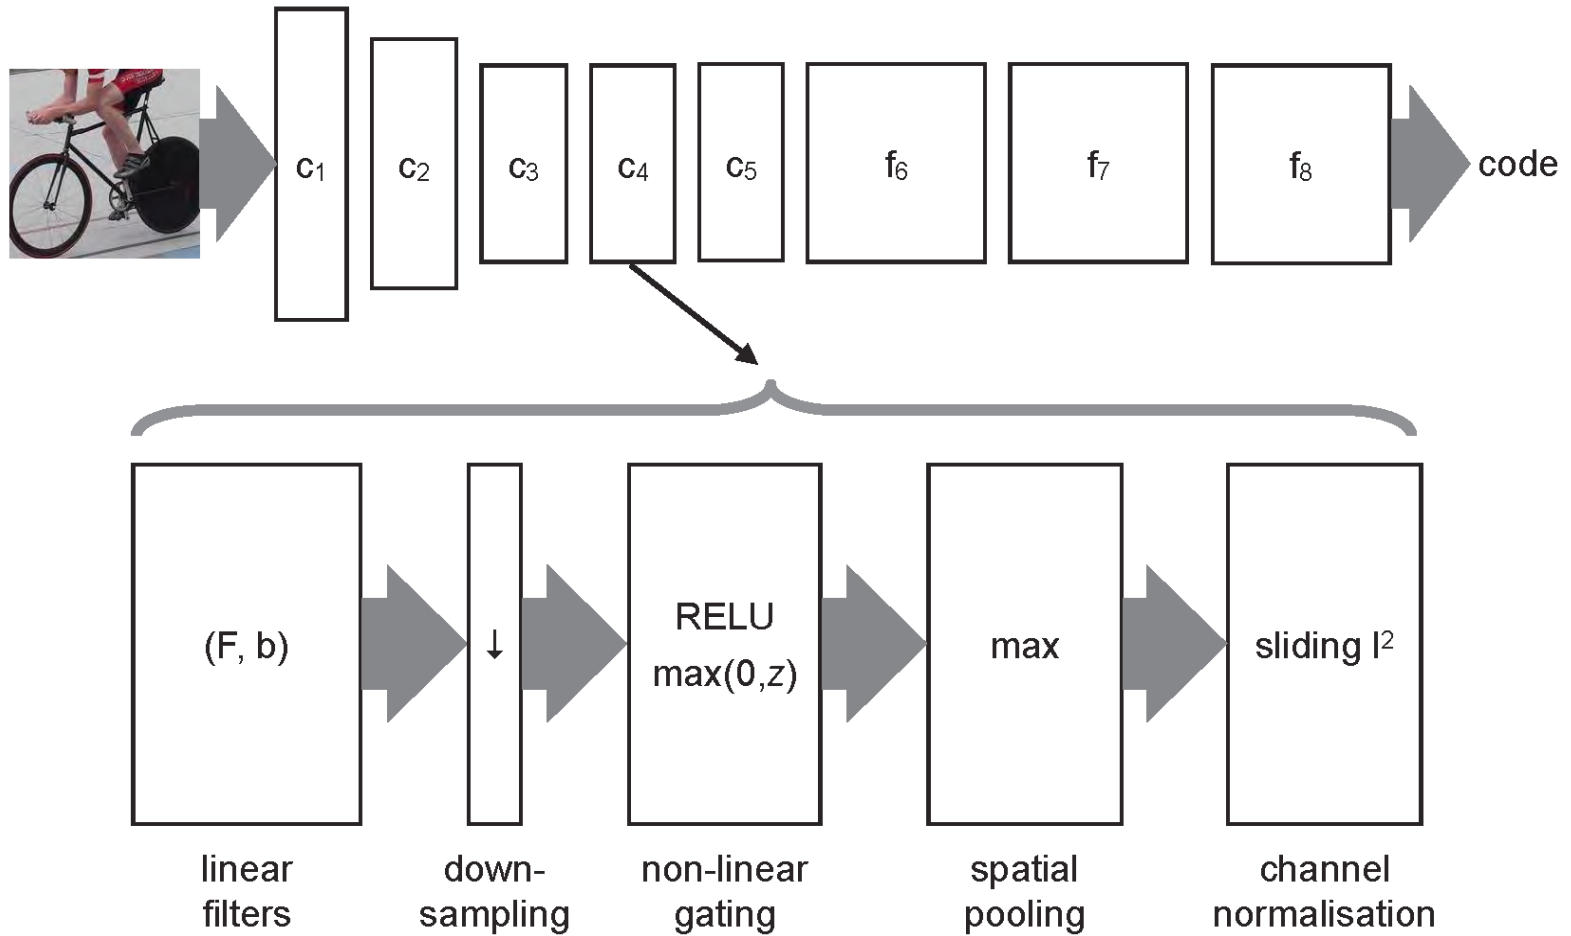 c1
c2
c3
c4
c5
f6
f7
f8
code
(F, b)
↓
RELU
max(0,z)
max
sliding l²
linear
filters
down-
sampling
non-linear
gating
spatial
pooling
channel
normalisation